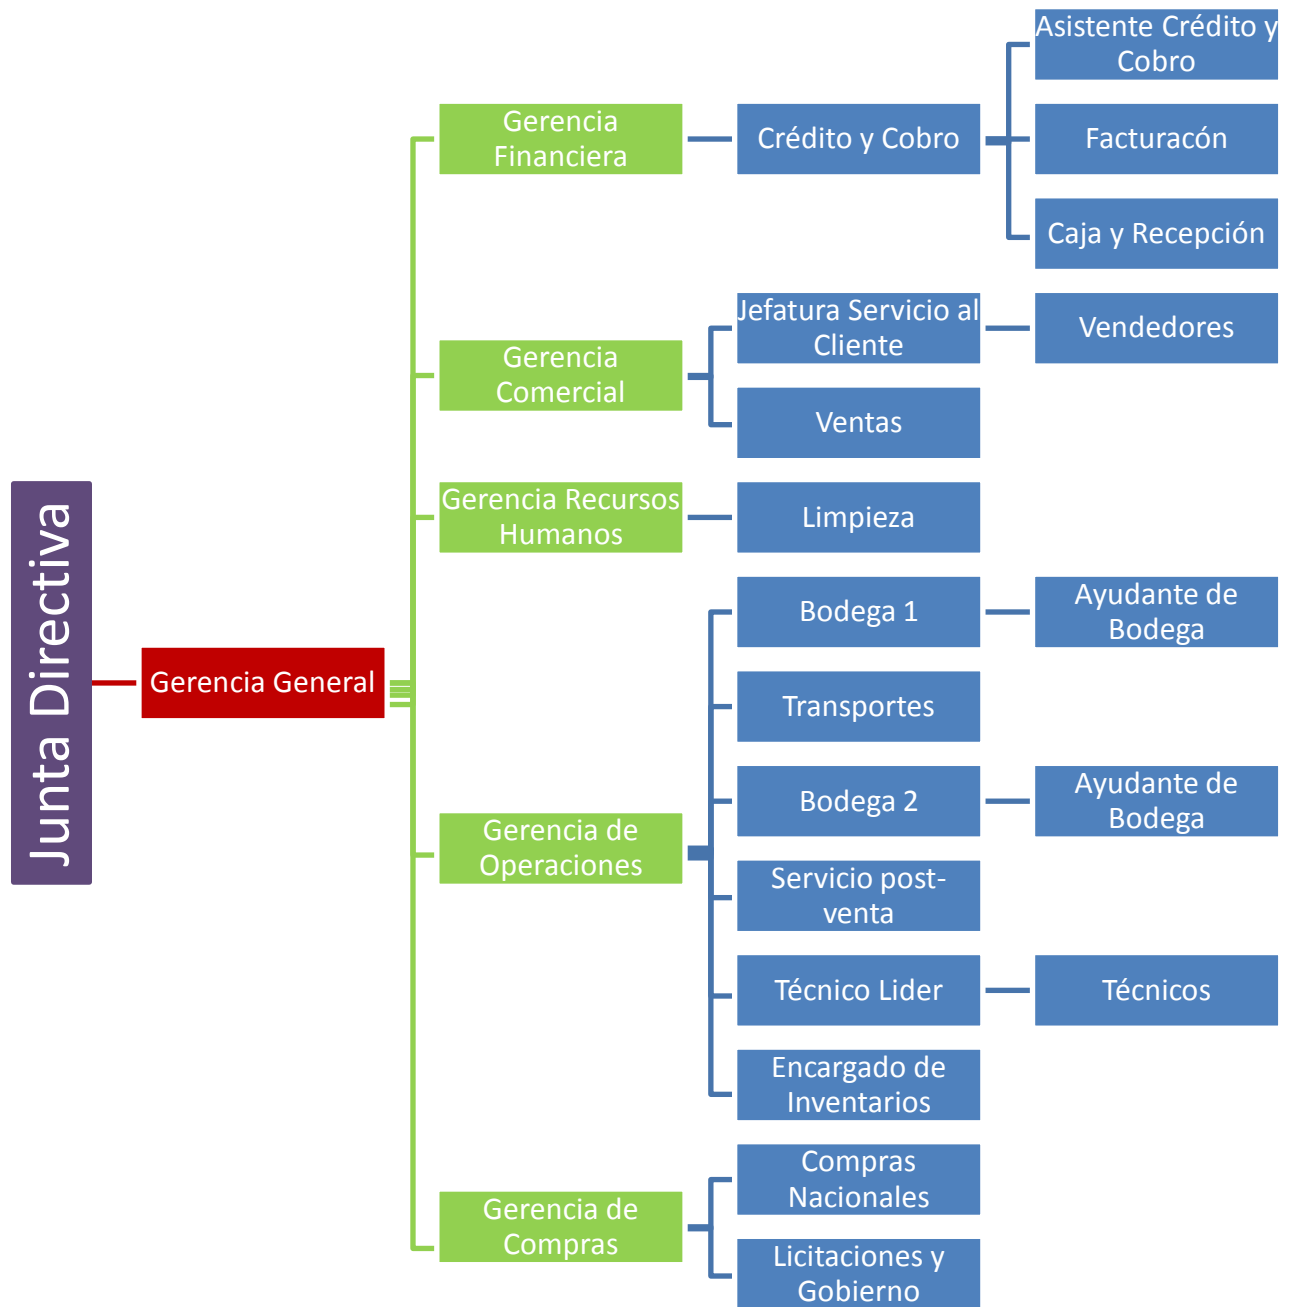 Junta Directiva
Gerencia General
Gerencia
Financiera
Crédito y Cobro
Asistente Crédito y
Cobro
Facturacón
Caja y Recepción
Gerencia
Comercial
Jefatura Servicio al
Cliente
Vendedores
Ventas
Gerencia Recursos
Humanos
Limpieza
Gerencia de
Operaciones
Bodega 1
Ayudante de
Bodega
Transportes
Bodega 2
Ayudante de
Bodega
Servicio post-
venta
Técnico Lider
Técnicos
Encargado de
Inventarios
Gerencia de
Compras
Compras
Nacionales
Licitaciones y
Gobierno